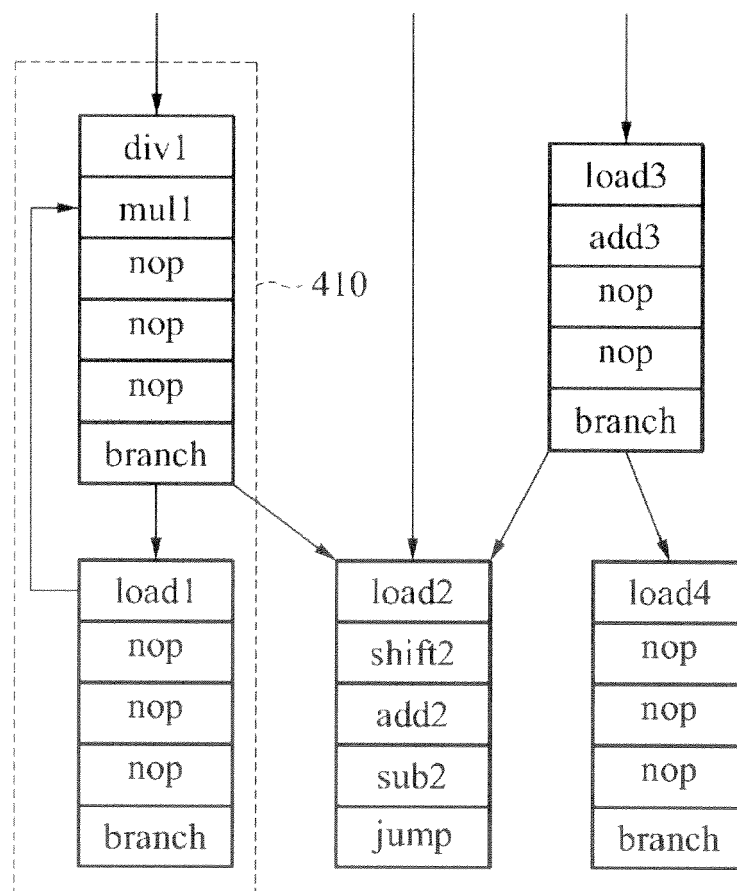 div1
mul1
nop
nop
nop
branch
410
load3
add3
nop
nop
branch
load1
nop
nop
nop
branch
load2
shift2
add2
sub2
jump
load4
nop
nop
nop
branch